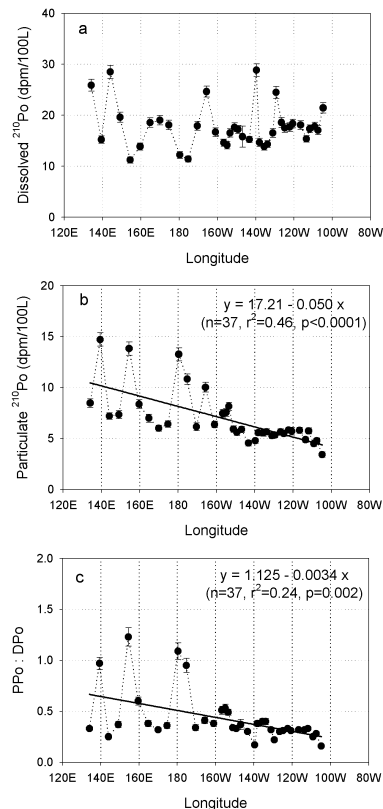 40
a
30
20
10
0
Dissolved ²¹⁰Po (dpm/100L)
120E 140E 160E 180 160W 140W 120W 100W 80W
Longitude
20
b
y = 17.21 - 0.050 x
(n=37, r²=0.46, p<0.0001)
15
10
5
0
Particulate ²¹⁰Po (dpm/100L)
120E 140E 160E 180 160W 140W 120W 100W 80W
Longitude
2.0
c
y = 1.125 - 0.0034 x
(n=37, r²=0.24, p=0.002)
1.5
1.0
0.5
0.0
PPo : DPo
120E 140E 160E 180 160W 140W 120W 100W 80W
Longitude